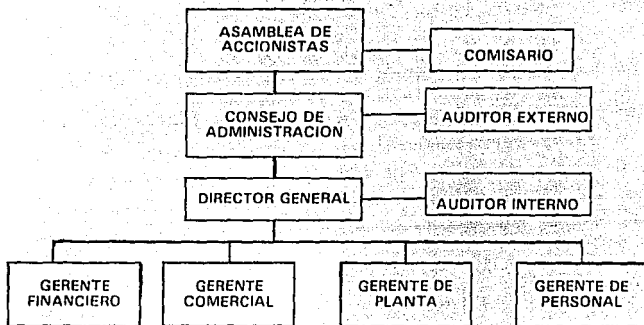 ASAMBLEA DE
ACCIONISTAS
COMISARIO
CONSEJO DE
ADMINISTRACION
AUDITOR EXTERNO
DIRECTOR GENERAL
AUDITOR INTERNO
GERENTE
FINANCIERO
GERENTE
COMERCIAL
GERENTE DE
PLANTA
GERENTE DE
PERSONAL